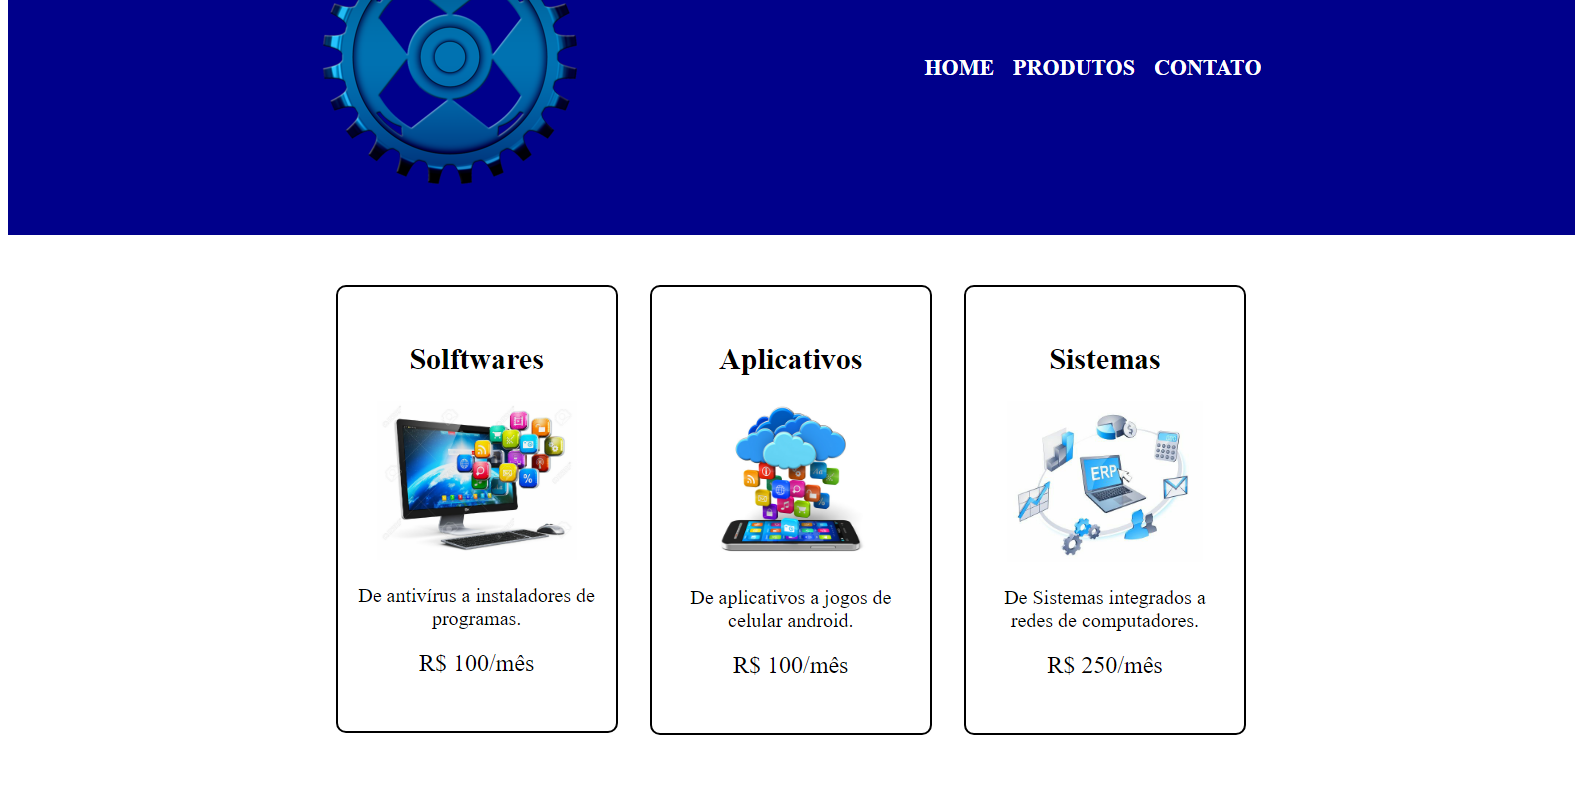 HOME PRODUTOS CONTATO
Solftwares
Aplicativos
Sistemas
%
ERP
De antivírus a instaladores de
programas.
R$ 100/mês
De aplicativos a jogos de
celular android.
R$ 100/mês
De Sistemas integrados a
redes de computadores.
R$ 250/mês